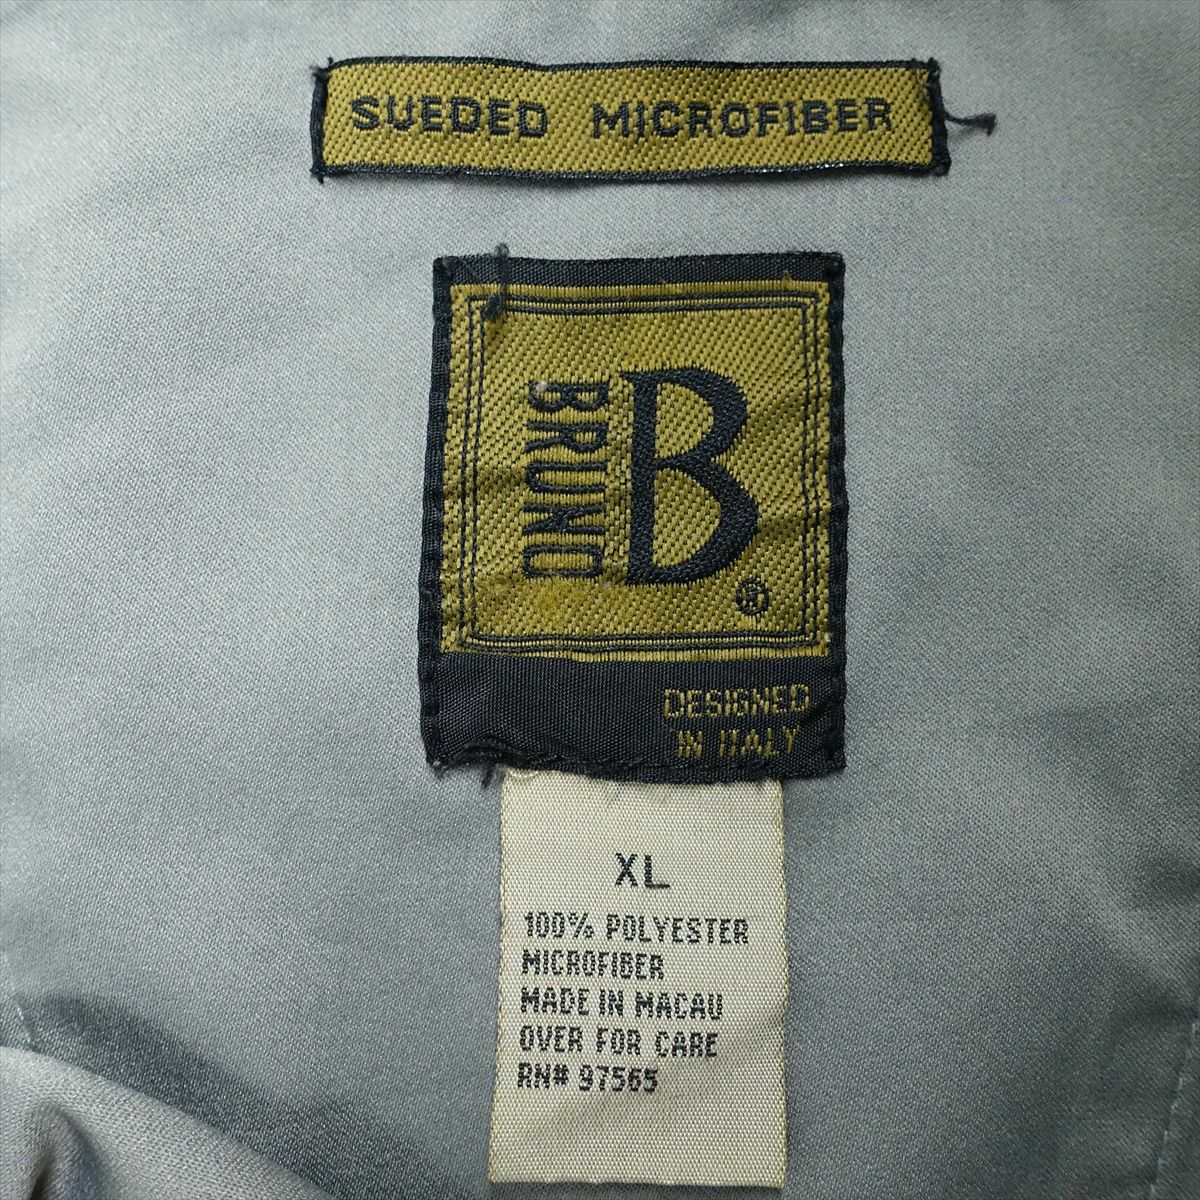 SUEDED MICROFIBER
BRUNO
B
®
DESIGNED
IN ITALY
XL
100% POLYESTER
MICROFIBER
MADE IN MACAU
OVER FOR CARE
RN# 97565